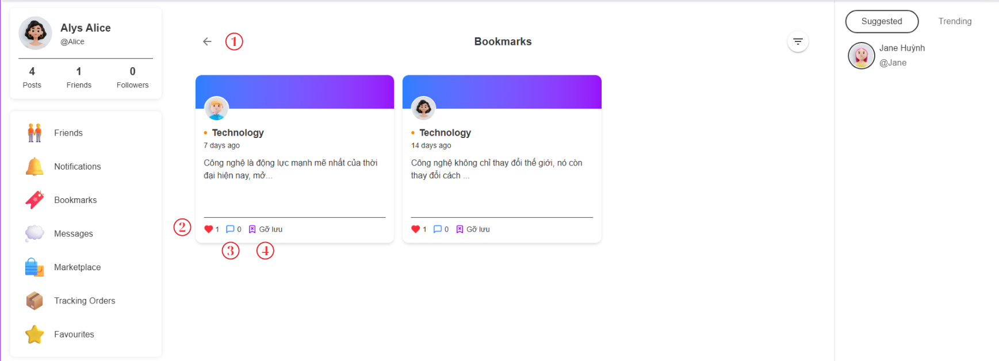 Alys Alice
@Alice
4 1 0
Posts Friends Followers
Friends
Notifications
Bookmarks
Messages
Marketplace
Tracking Orders
Favourites
1 Bookmarks
Technology
7 days ago
Công nghệ là động lực mạnh mẽ nhất của thời
đại hiện nay, mở...
2 1 0 Gỡ lưu
3 4
Technology
14 days ago
Công nghệ không chỉ thay đổi thế giới, nó còn
thay đổi cách ...
1 0 Gỡ lưu
Suggested Trending
Jane Huỳnh
@Jane